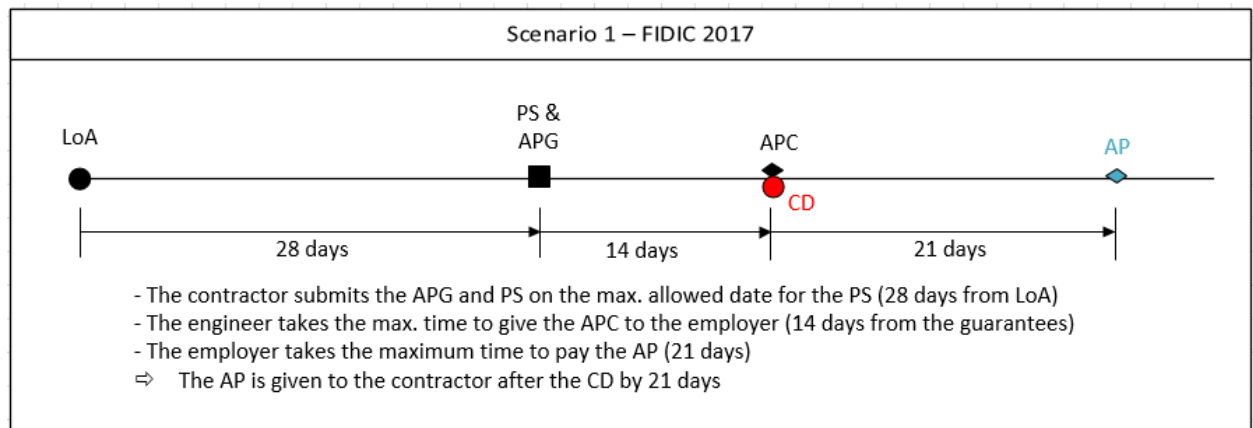 Scenario 1 – FIDIC 2017
PS &
LoA
APG
APC
AP
CD
28 days
14 days
21 days
- The contractor submits the APG and PS on the max. allowed date for the PS (28 days from LoA)
- The engineer takes the max. time to give the APC to the employer (14 days from the guarantees)
- The employer takes the maximum time to pay the AP (21 days)
⇨ The AP is given to the contractor after the CD by 21 days